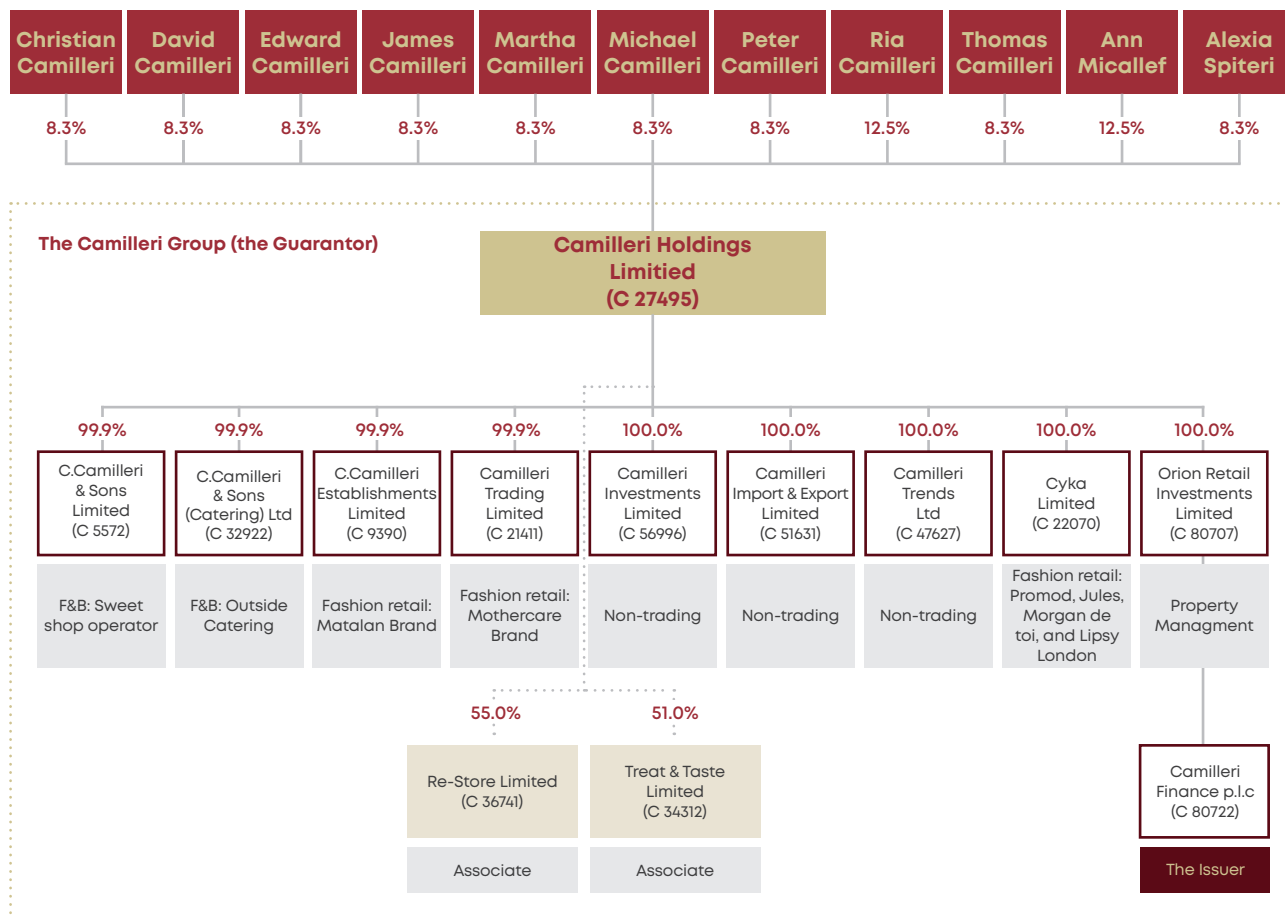 Christian
Camilleri
David
Camilleri
Edward
Camilleri
James
Camilleri
Martha
Camilleri
Michael
Camilleri
Peter
Camilleri
Ria
Camilleri
Thomas
Camilleri
Ann
Micallef
Alexia
Spiteri
8.3%
8.3%
8.3%
8.3%
8.3%
8.3%
8.3%
12.5%
8.3%
12.5%
8.3%
The Camilleri Group (the Guarantor)
Camilleri Holdings
Limitied
(C 27495)
99.9%
99.9%
99.9%
99.9%
100.0%
100.0%
100.0%
100.0%
100.0%
C.Camilleri
& Sons
Limited
(C 5572)
C.Camilleri
& Sons
(Catering) Ltd
(C 32922)
C.Camilleri
Establishments
Limited
(C 9390)
Camilleri
Trading
Limited
(C 21411)
Camilleri
Investments
Limited
(C 56996)
Camilleri
Import & Export
Limited
(C 51631)
Camilleri
Trends
Ltd
(C 47627)
Cyka
Limited
(C 22070)
Orion Retail
Investments
Limited
(C 80707)
F&B: Sweet
shop operator
F&B: Outside
Catering
Fashion retail:
Matalan Brand
Fashion retail:
Mothercare
Brand
Non-trading
Non-trading
Non-trading
Fashion retail:
Promod, Jules,
Morgan de
toi, and Lipsy
London
Property
Managment
55.0%
51.0%
Re-Store Limited
(C 36741)
Treat & Taste
Limited
(C 34312)
Camilleri
Finance p.l.c
(C 80722)
Associate
Associate
The Issuer